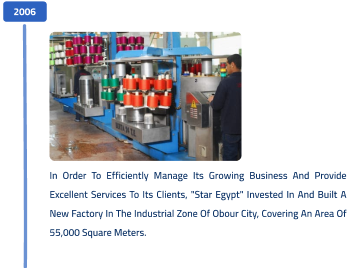 2006
In Order To Efficiently Manage Its Growing Business And Provide
Excellent Services To Its Clients, "Star Egypt" Invested In And Built A
New Factory In The Industrial Zone Of Obour City, Covering An Area Of
55,000 Square Meters.